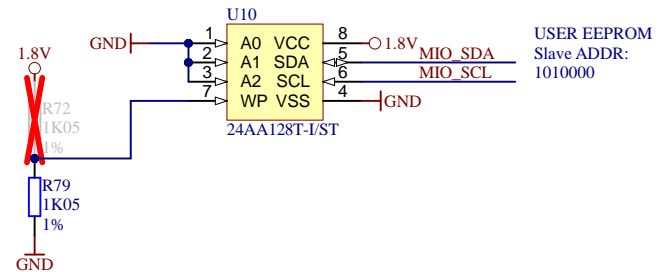 U10
GND
1 A0 VCC 8 1.8V
2 A1 SDA 5 MIO_SDA
3 A2 SCL 6 MIO_SCL
7 WP VSS 4 GND
24AA128T-I/ST
USER EEPROM
Slave ADDR:
1010000
1.8V
R72
1K05
1%
R79
1K05
1%
GND